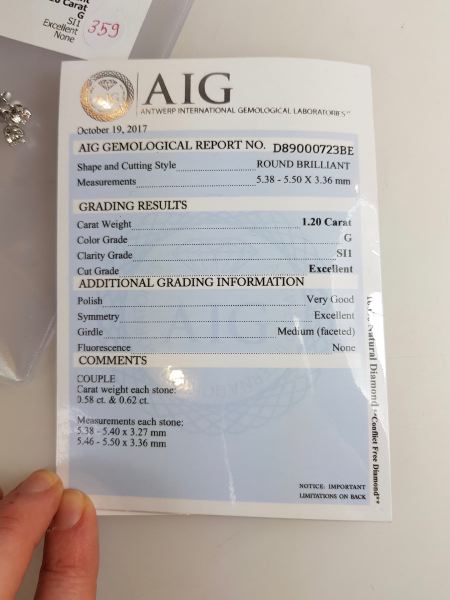 20 Carat
G
SI1
Excellent
None
359
AIG
ANTWERP INTERNATIONAL GEMOLOGICAL LABORATORIES
October 19, 2017
AIG GEMOLOGICAL REPORT NO. D89000723BE
Shape and Cutting Style ROUND BRILLIANT
Measurements 5.38 - 5.50 X 3.36 mm
GRADING RESULTS
Carat Weight 1.20 Carat
Color Grade G
Clarity Grade SI1
Cut Grade Excellent
ADDITIONAL GRADING INFORMATION
Polish Very Good
Symmetry Excellent
Girdle Medium (faceted)
Fluorescence None
COMMENTS
COUPLE
Carat weight each stone:
0.58 ct. & 0.62 ct.
Measurements each stone:
5.38 - 5.40 x 3.27 mm
5.46 - 5.50 x 3.36 mm
Natural Diamond **Conflict Free Diamond**
NOTICE: IMPORTANT
LIMITATIONS ON BACK
AIG